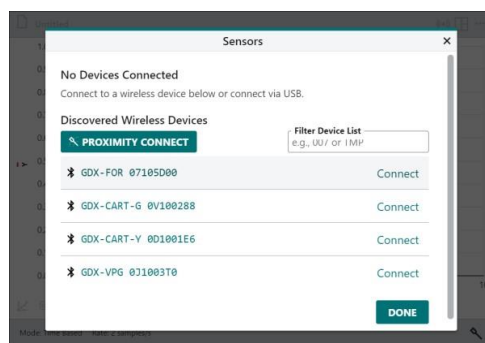 Untitled
Sensors
No Devices Connected
Connect to a wireless device below or connect via USB.
Discovered Wireless Devices
PROXIMITY CONNECT
Filter Device List
e.g., 007 or TMP
GDX-FOR 07105D00
Connect
GDX-CART-G 0V100288
Connect
GDX-CART-Y 0D1001E6
Connect
GDX-VPG 0J1003T0
Connect
DONE
Mode: Time Based Rate: 2 samples/s